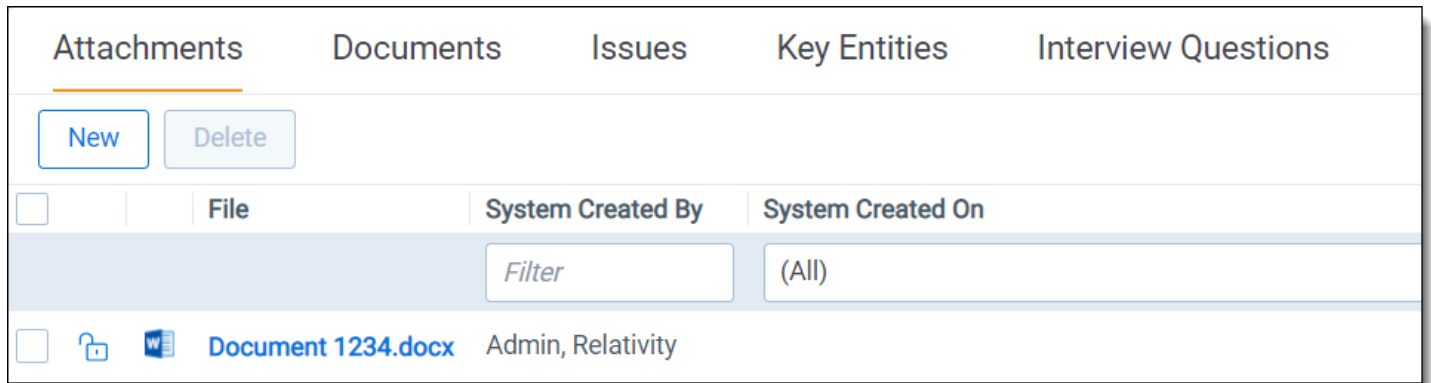 Attachments Documents Issues Key Entities Interview Questions
New Delete
File System Created By System Created On
Filter (All)
W Document 1234.docx Admin, Relativity